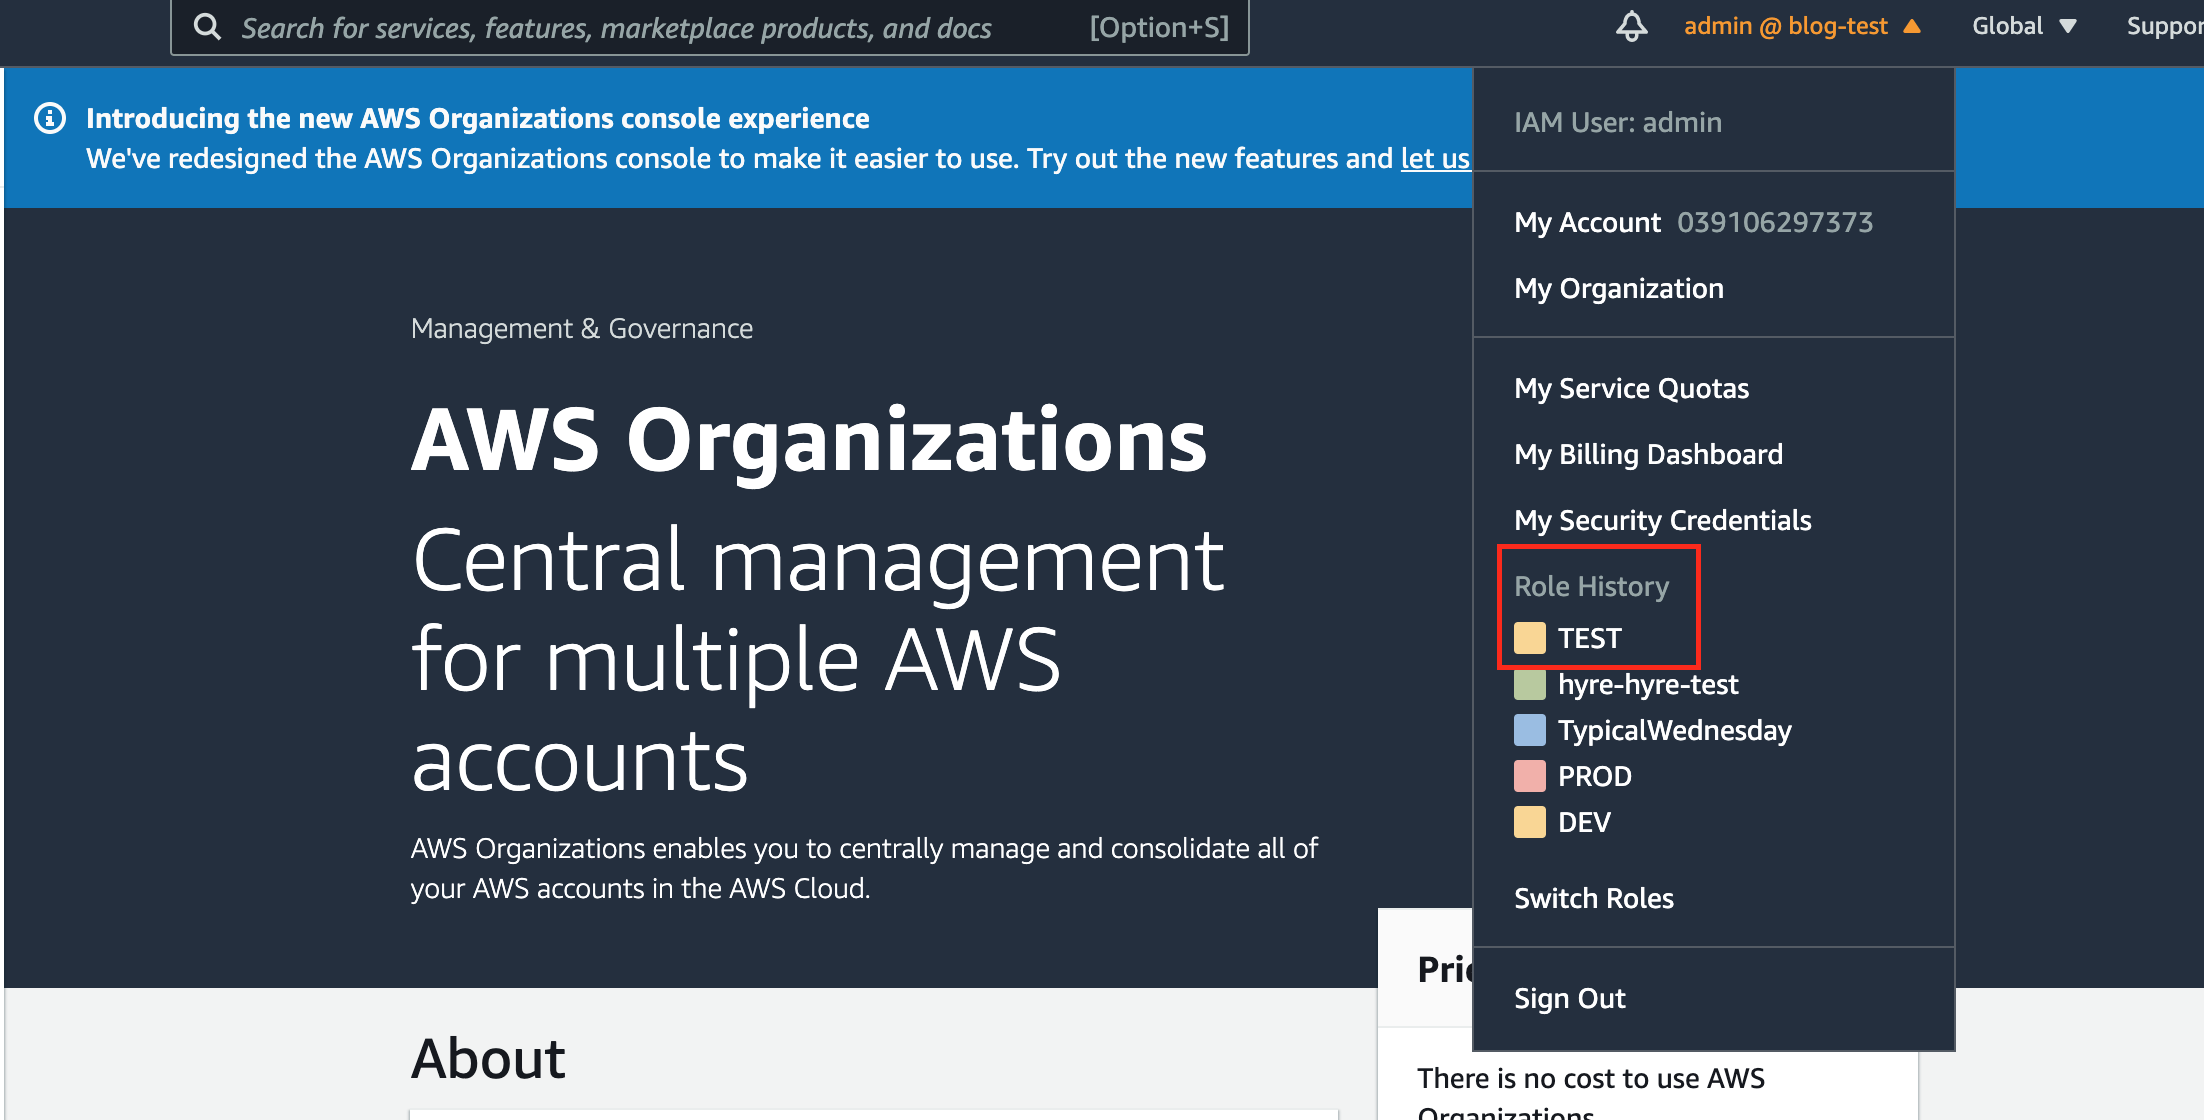 Search for services, features, marketplace products, and docs [Option+S]
admin @ blog-test Global
Introducing the new AWS Organizations console experience
We've redesigned the AWS Organizations console to make it easier to use. Try out the new features and let us
IAM User: admin
My Account 039106297373
My Organization
My Service Quotas
My Billing Dashboard
My Security Credentials
Role History
TEST
hyre-hyre-test
TypicalWednesday
PROD
DEV
Switch Roles
Sign Out
Management & Governance
AWS Organizations
Central management
for multiple AWS
accounts
AWS Organizations enables you to centrally manage and consolidate all of
your AWS accounts in the AWS Cloud.
About
There is no cost to use AWS
Organizations